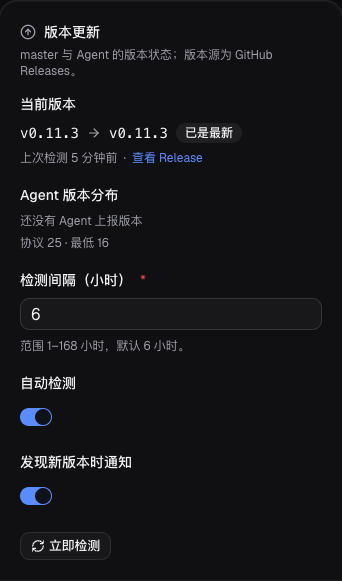 版本更新
master 与 Agent 的版本状态；版本源为 GitHub
Releases。
当前版本
v0.11.3 → v0.11.3 已是最新
上次检测 5 分钟前 · 查看 Release
Agent 版本分布
还没有 Agent 上报版本
协议 25 · 最低 16
检测间隔（小时） *
6
范围 1–168 小时，默认 6 小时。
自动检测
发现新版本时通知
立即检测